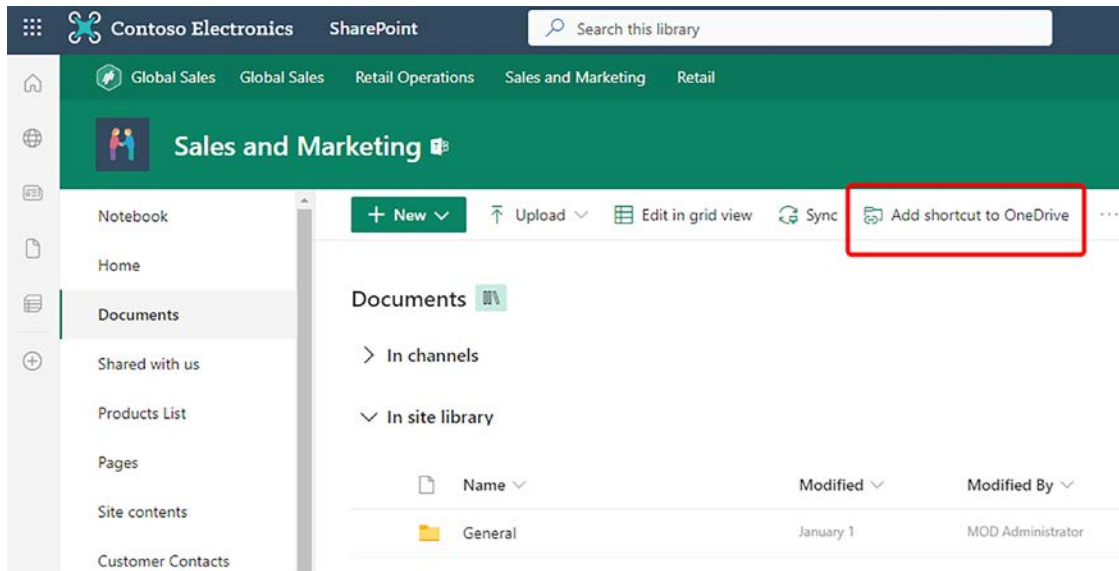 Contoso Electronics SharePoint Search this library
Global Sales Global Sales Retail Operations Sales and Marketing Retail
Sales and Marketing
Notebook
Home
Documents
Shared with us
Products List
Pages
Site contents
Customer Contacts
+ New Upload Edit in grid view Sync Add shortcut to OneDrive ...
Documents
In channels
In site library
Name Modified Modified By
General January 1 MOD Administrator